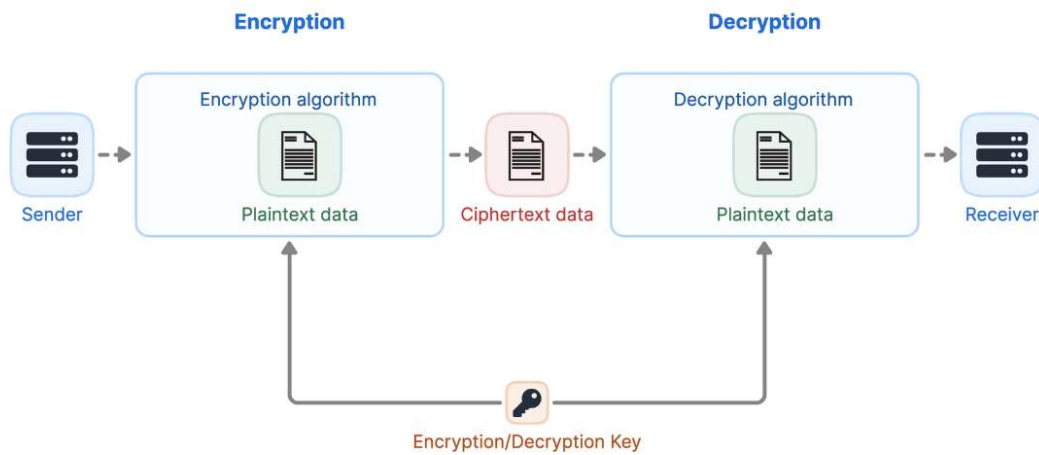 Encryption
Decryption
Encryption algorithm
Decryption algorithm
Sender
Plaintext data
Ciphertext data
Plaintext data
Receiver
Encryption/Decryption Key